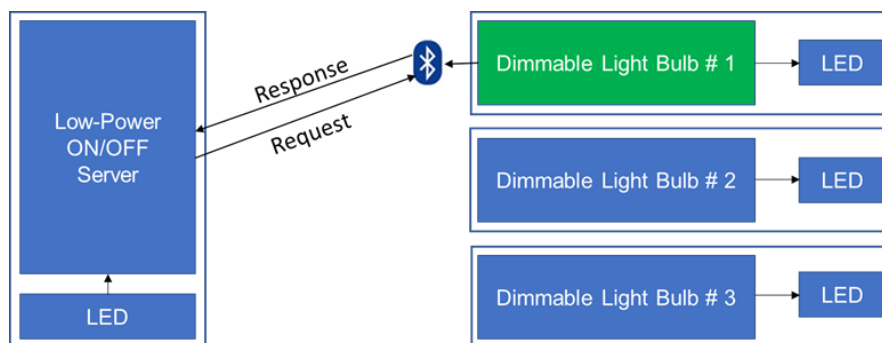 Low-Power
ON/OFF
Server
LED
Response
Request
Dimmable Light Bulb # 1
LED
Dimmable Light Bulb # 2
LED
Dimmable Light Bulb # 3
LED